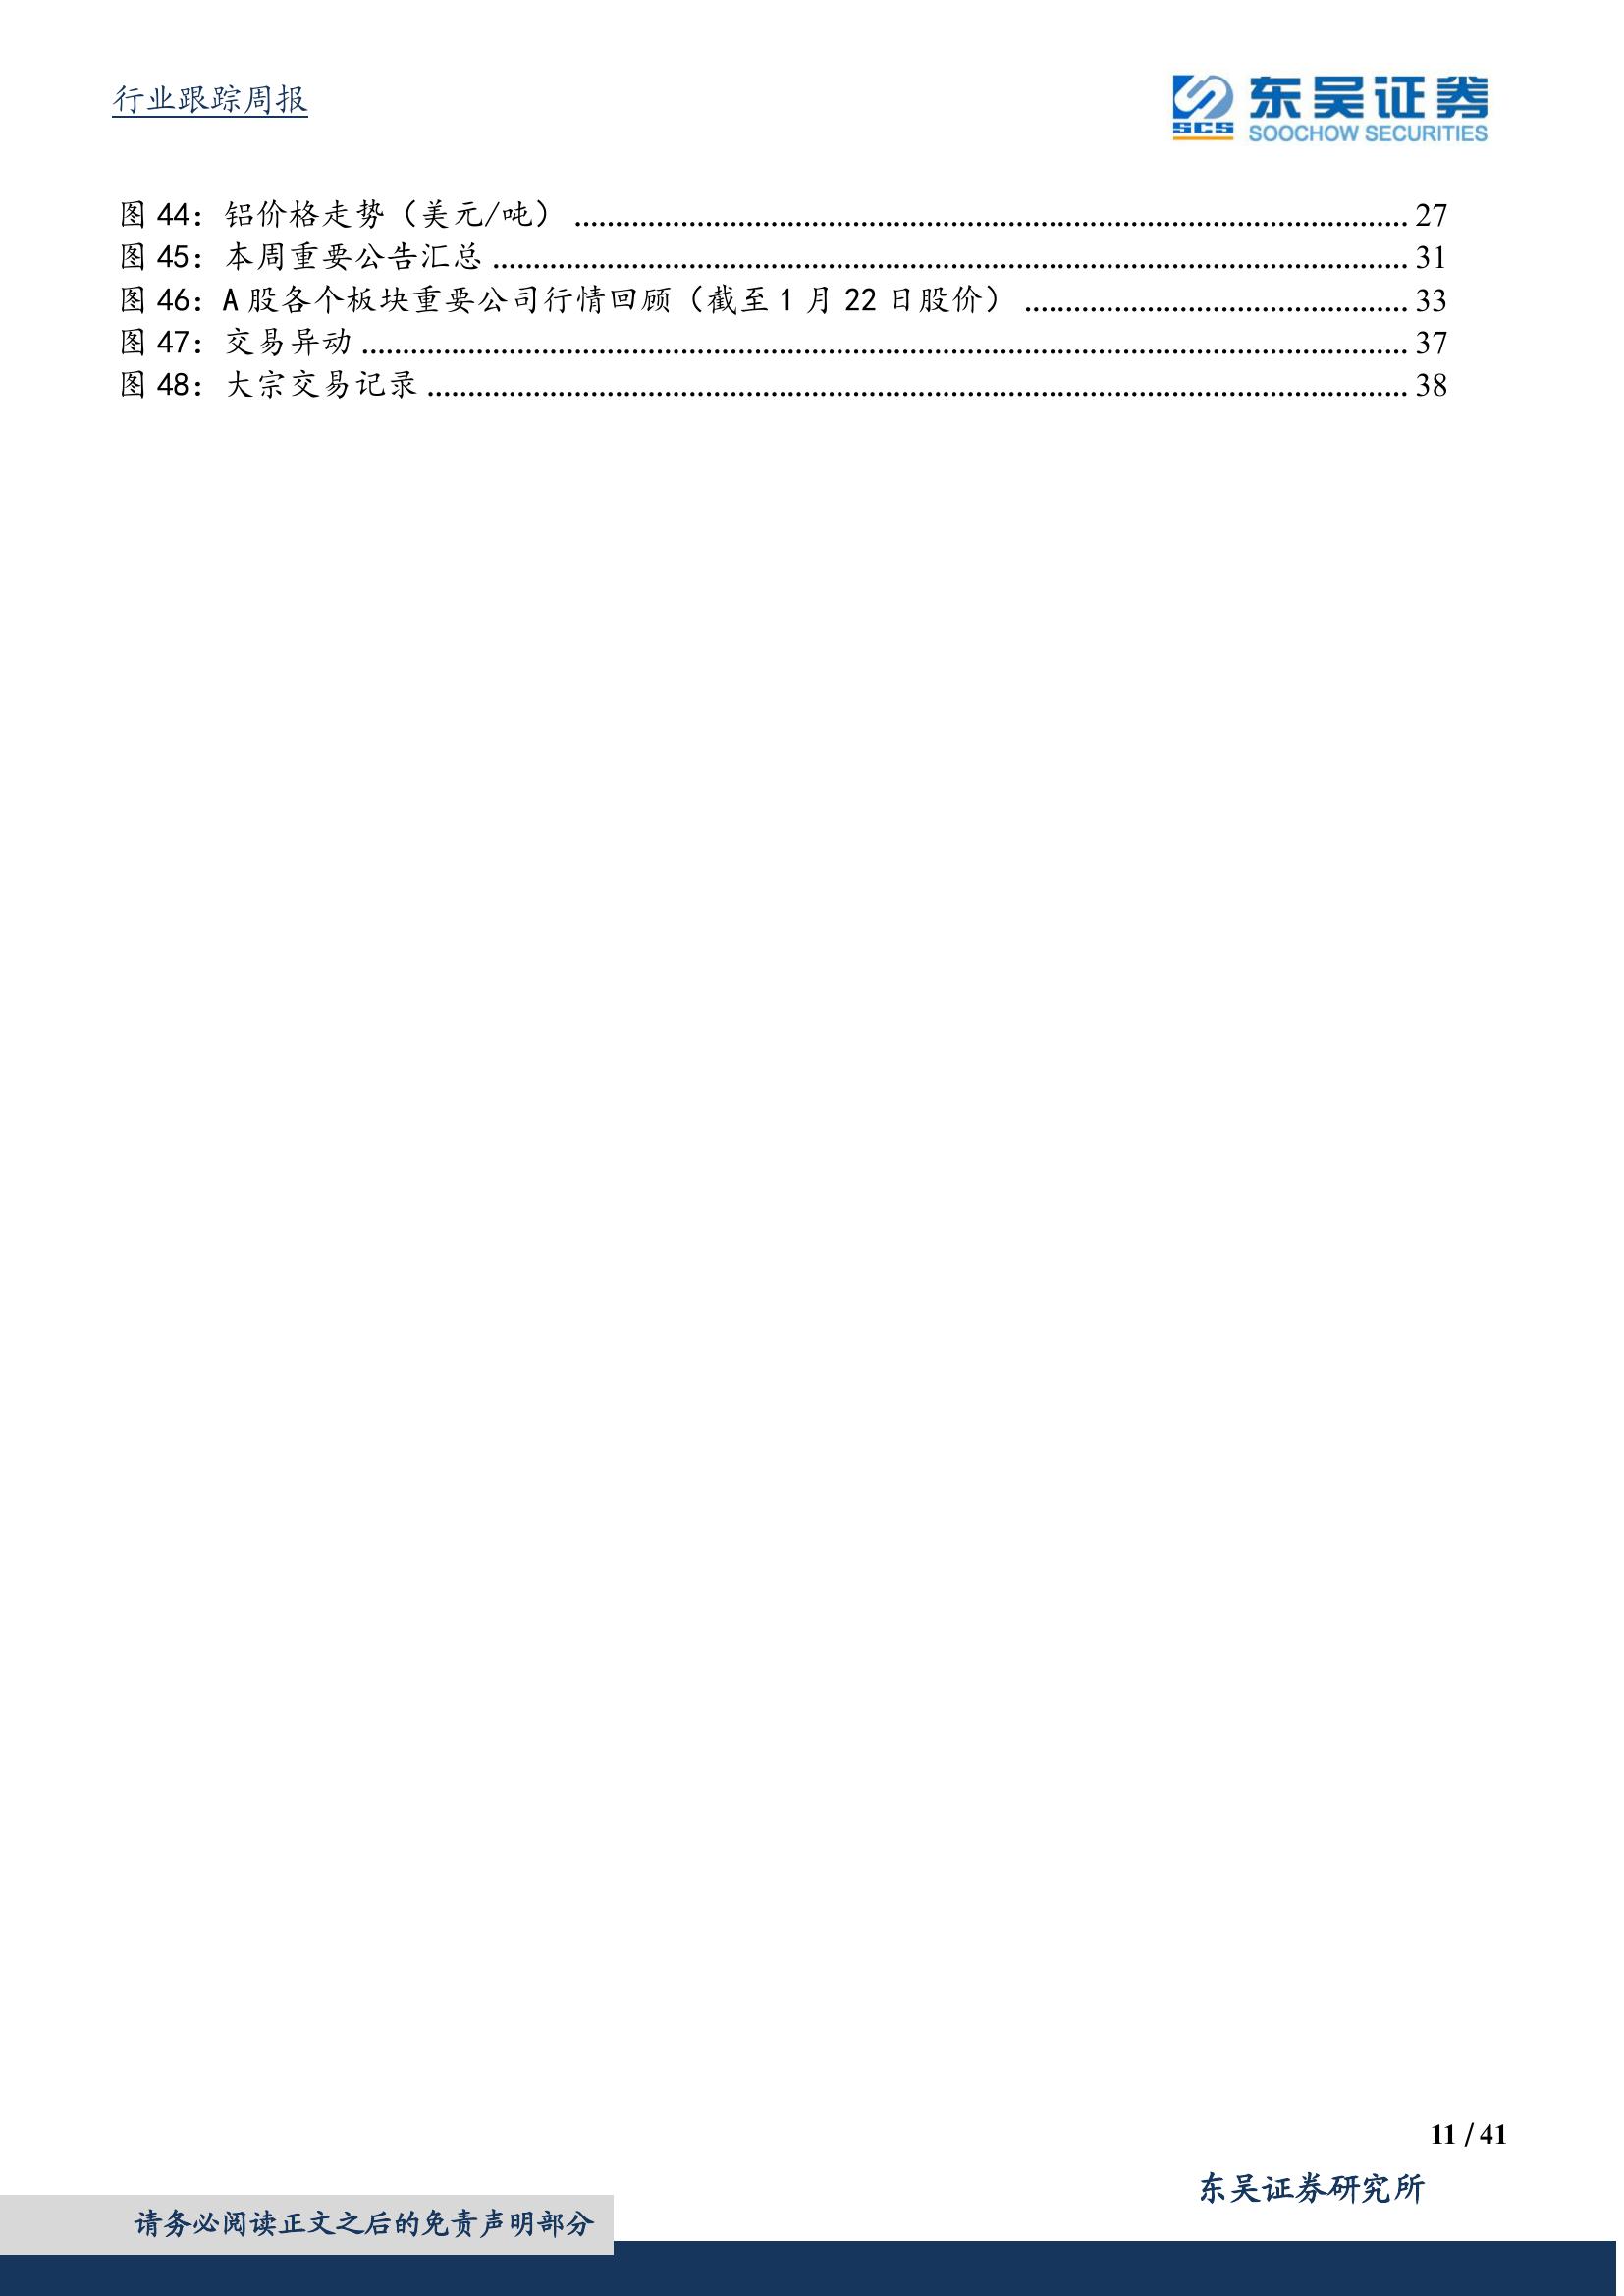 行业跟踪周报
SCS 东吴证券
SOOCHOW SECURITIES
图 44：铝价格走势（美元/吨） ........ 27
图 45：本周重要公告汇总 ........ 31
图 46：A 股各个板块重要公司行情回顾（截至 1 月 22 日股价） ........ 33
图 47：交易异动 ........ 37
图 48：大宗交易记录 ........ 38
11 / 41
东吴证券研究所
请务必阅读正文之后的免责声明部分